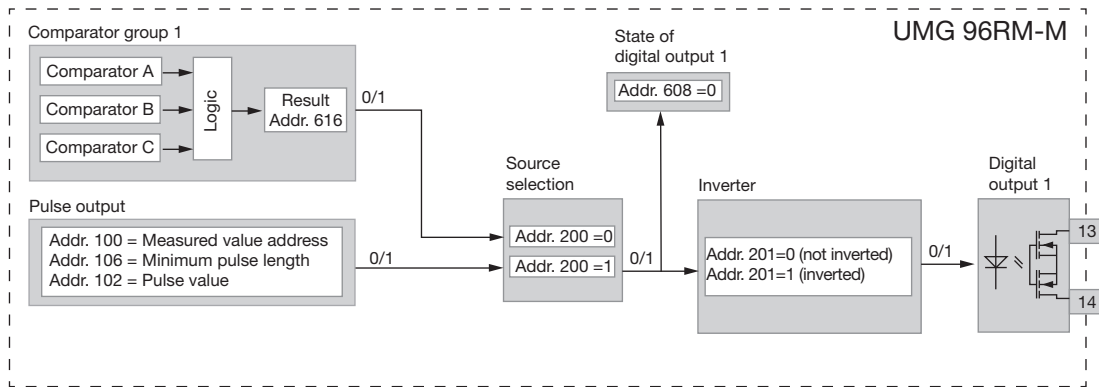 UMG 96RM-M
Comparator group 1
Comparator A
Comparator B
Comparator C
Logic
Result
Addr. 616
0/1
State of
digital output 1
Addr. 608 =0
Pulse output
Addr. 100 = Measured value address
Addr. 106 = Minimum pulse length
Addr. 102 = Pulse value
0/1
Source
selection
Addr. 200 =0
Addr. 200 =1
0/1
Inverter
Addr. 201=0 (not inverted)
Addr. 201=1 (inverted)
0/1
Digital
output 1
13
14